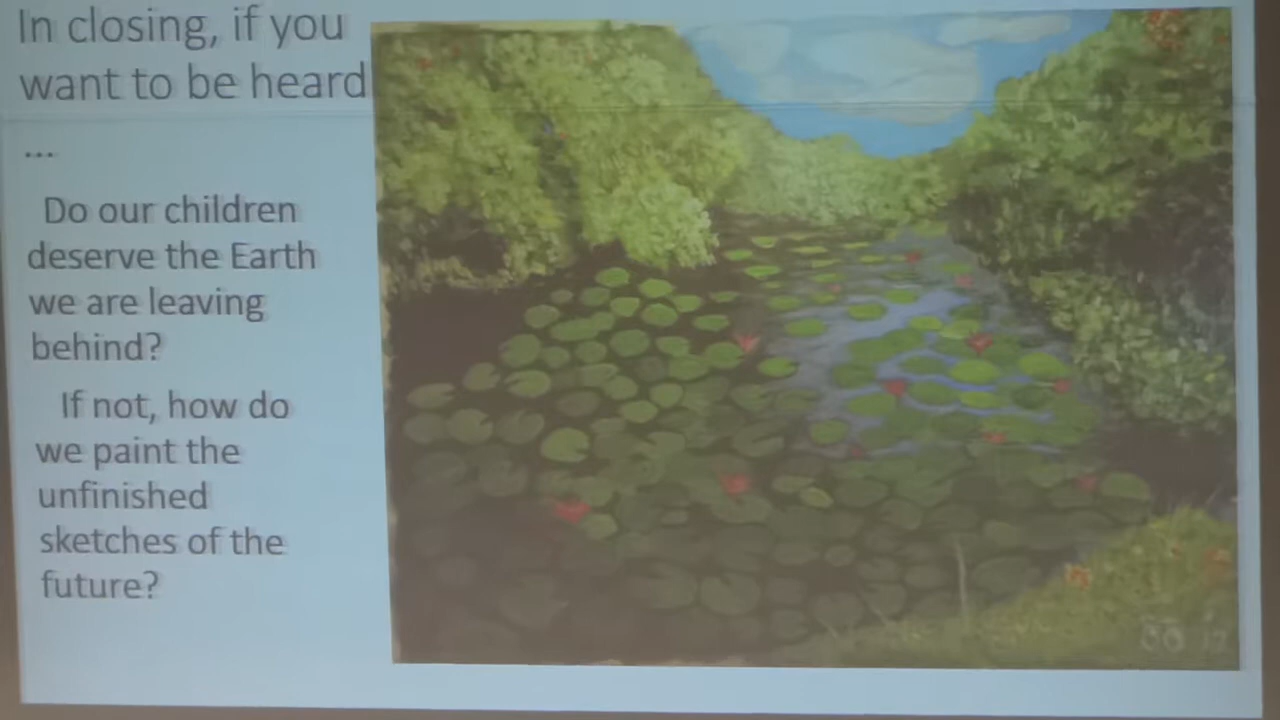 In closing, if you
want to be heard
...
Do our children
deserve the Earth
we are leaving
behind?
If not, how do
we paint the
unfinished
sketches of the
future?